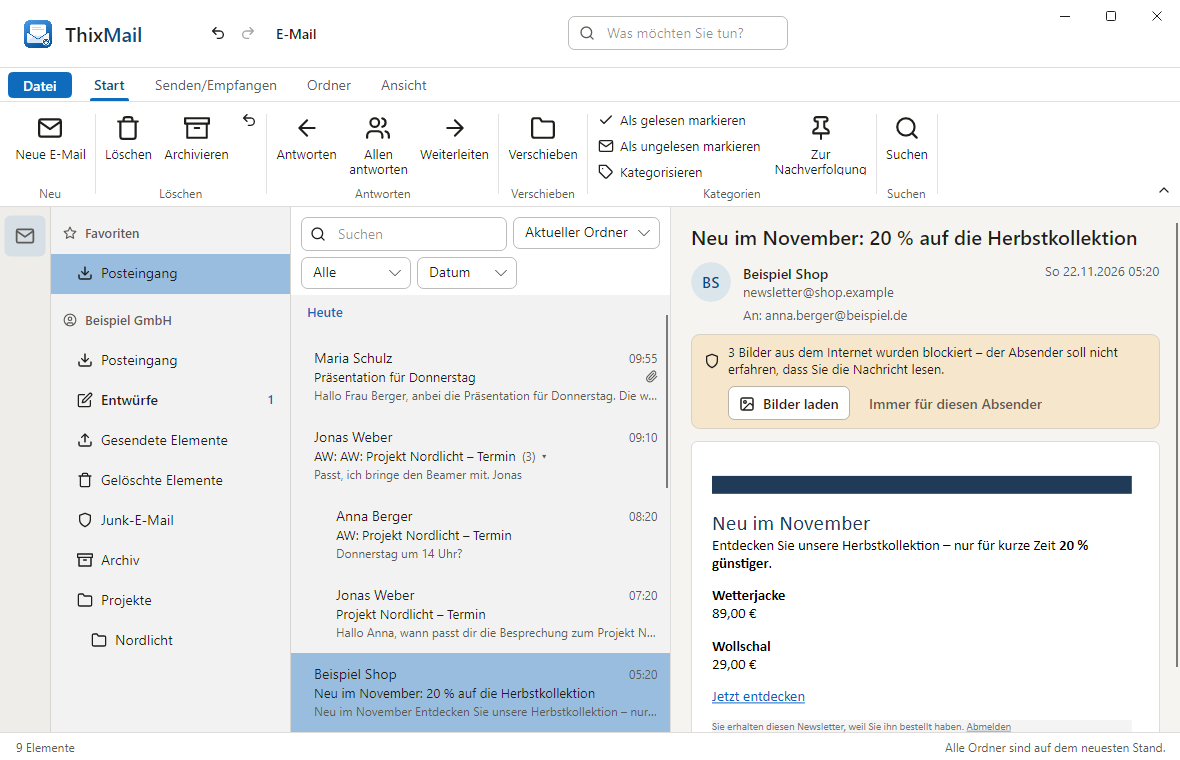 ThixMail
E-Mail
Was möchten Sie tun?
Datei
Start
Senden/Empfangen
Ordner
Ansicht
Neue E-Mail
Neu
Löschen
Archivieren
Löschen
Antworten
Allen antworten
Weiterleiten
Antworten
Verschieben
Verschieben
Als gelesen markieren
Als ungelesen markieren
Kategorisieren
Zur Nachverfolgung
Kategorien
Suchen
Suchen
Favoriten
Posteingang
Beispiel GmbH
Posteingang
Entwürfe 1
Gesendete Elemente
Gelöschte Elemente
Junk-E-Mail
Archiv
Projekte
Nordlicht
Suchen
Aktueller Ordner
Alle
Datum
Heute
Maria Schulz 09:55
Präsentation für Donnerstag
Hallo Frau Berger, anbei die Präsentation für Donnerstag. Die w...
Jonas Weber 09:10
AW: AW: Projekt Nordlicht – Termin (3)
Passt, ich bringe den Beamer mit. Jonas
Anna Berger 08:20
AW: Projekt Nordlicht – Termin
Donnerstag um 14 Uhr?
Jonas Weber 07:20
Projekt Nordlicht – Termin
Hallo Anna, wann passt dir die Besprechung zum Projekt N...
Beispiel Shop 05:20
Neu im November: 20 % auf die Herbstkollektion
Neu im November Entdecken Sie unsere Herbstkollektion – nur...
Neu im November: 20 % auf die Herbstkollektion
BS
Beispiel Shop So 22.11.2026 05:20
newsletter@shop.example
An: anna.berger@beispiel.de
3 Bilder aus dem Internet wurden blockiert – der Absender soll nicht
erfahren, dass Sie die Nachricht lesen.
Bilder laden
Immer für diesen Absender
Neu im November
Entdecken Sie unsere Herbstkollektion – nur für kurze Zeit 20 %
günstiger.
Wetterjacke
89,00 €
Wollschal
29,00 €
Jetzt entdecken
Sie erhalten diesen Newsletter, weil Sie ihn bestellt haben. Abmelden
9 Elemente
Alle Ordner sind auf dem neuesten Stand.